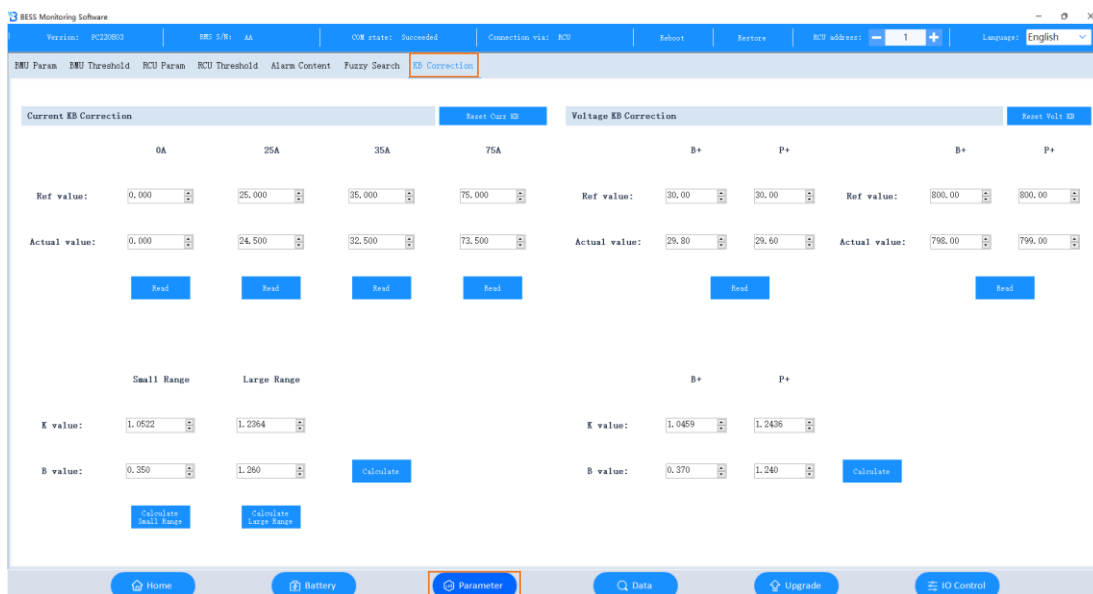 BESS Monitoring Software
Version: PC220803 BMS S/N: AA COM state: Succeeded Connection via: RCU Reboot Restore RCU address: 1 Language: English
BMU Param BMU Threshold RCU Param RCU Threshold Alarm Content Fuzzy Search KB Correction
Current KB Correction Reset Curr KB Voltage KB Correction Reset Volt KB
0A 25A 35A 75A B+ P+ B+ P+
Ref value: 0.000 25.000 35.000 75.000 Ref value: 30.00 30.00 Ref value: 800.00 800.00
Actual value: 0.000 24.500 32.500 73.500 Actual value: 29.80 29.60 Actual value: 798.00 799.00
Read Read Read Read Read Read
Small Range Large Range B+ P+
K value: 1.0522 1.2364 K value: 1.0459 1.2436
B value: 0.350 1.260 Calculate B value: 0.370 1.240 Calculate
Calculate Small Range Calculate Large Range
Home Battery Parameter Data Upgrade IO Control